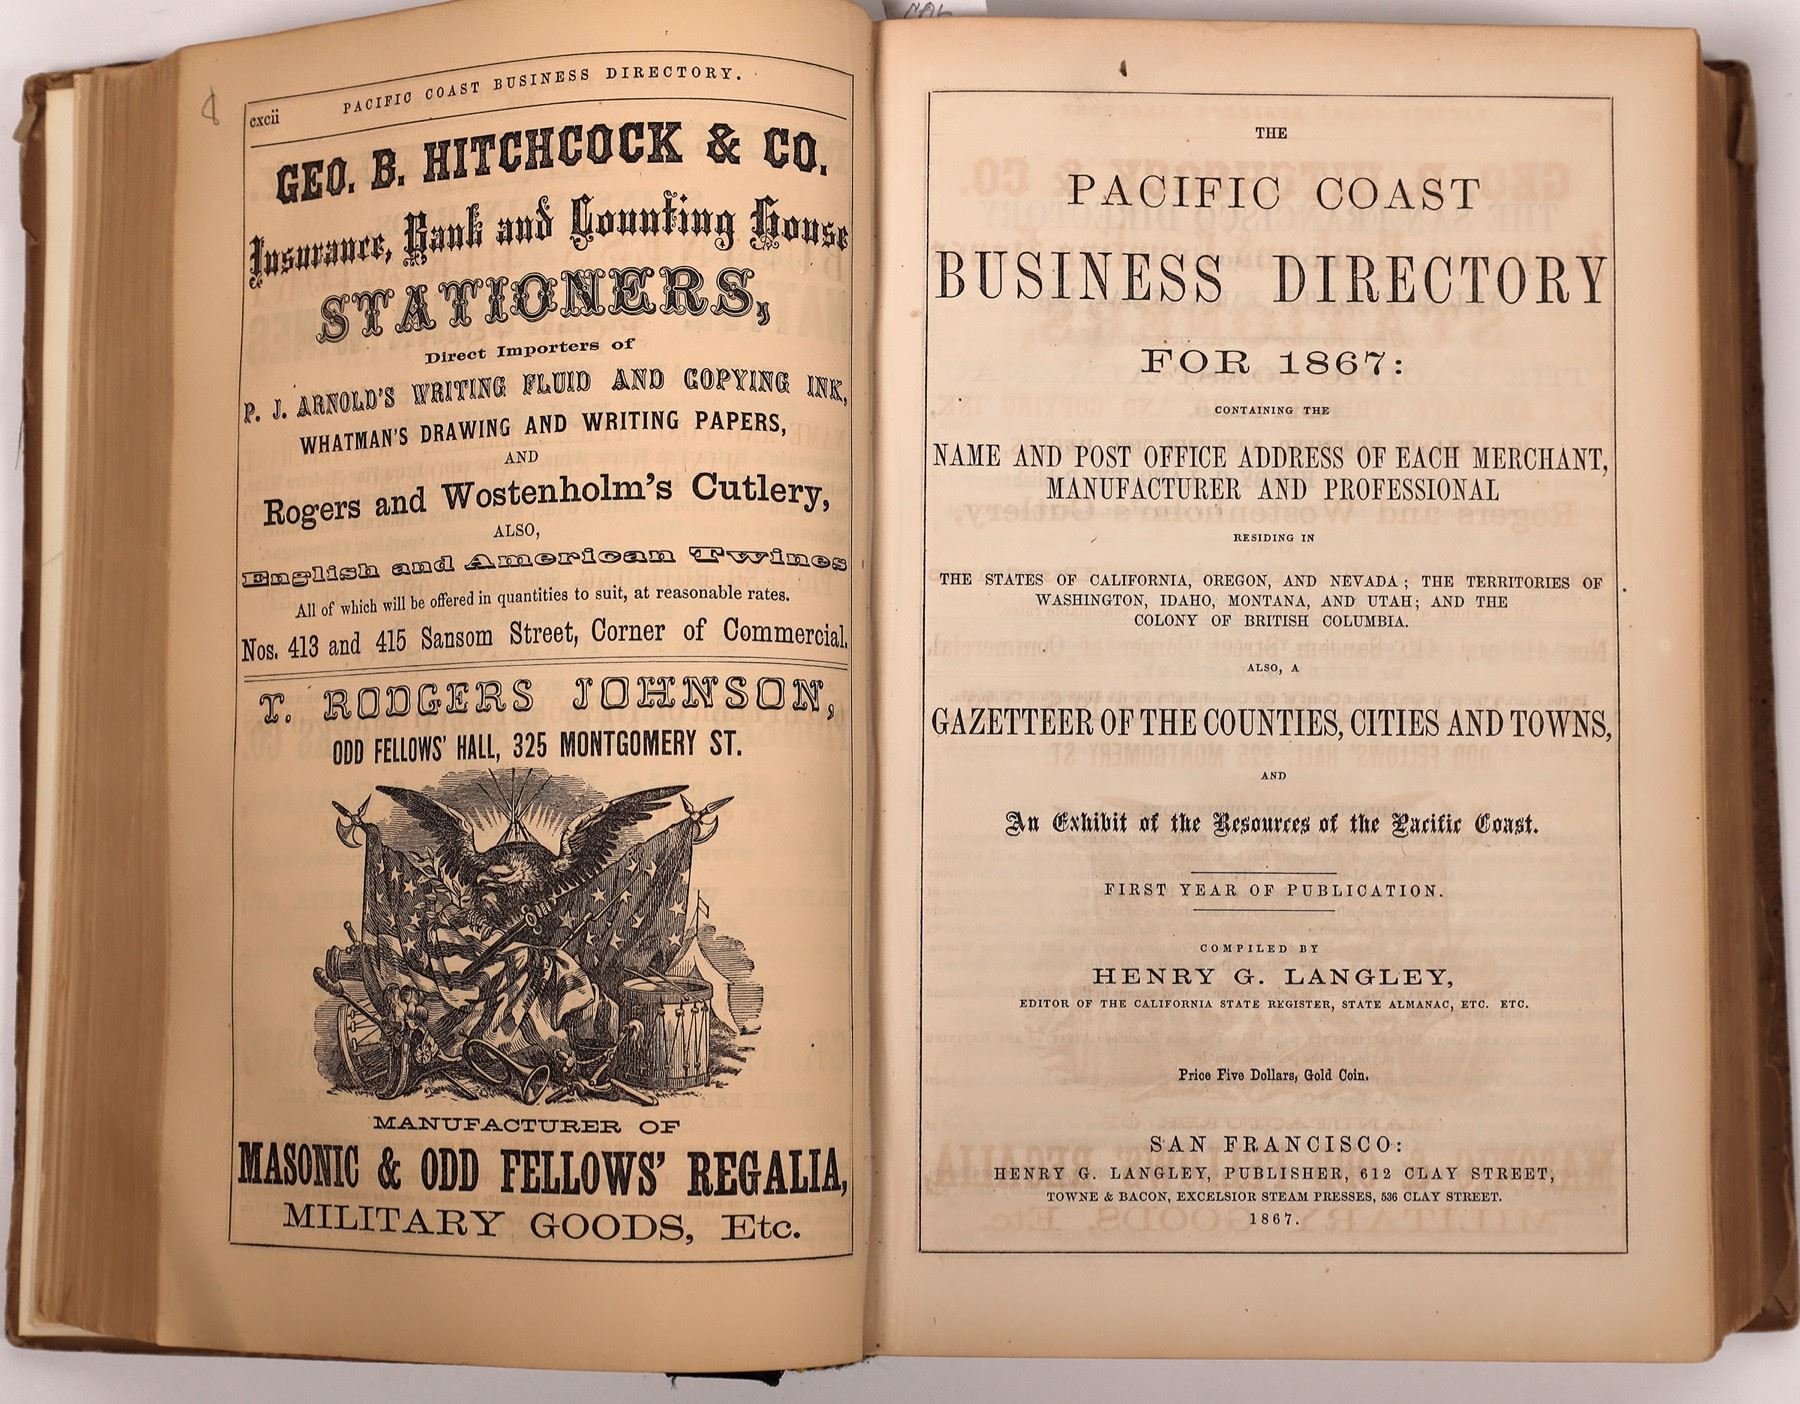 cxcii
PACIFIC COAST BUSINESS DIRECTORY.
GEO. B. HITCHCOCK & CO.
Insurance, Bank and Counting House
STATIONERS,
Direct Importers of
P. J. ARNOLD'S WRITING FLUID AND COPYING INK,
WHATMAN'S DRAWING AND WRITING PAPERS,
AND
Rogers and Wostenholm's Cutlery,
ALSO,
English and American Twines
All of which will be offered in quantities to suit, at reasonable rates.
Nos. 413 and 415 Sansom Street, Corner of Commercial.
T. RODGERS JOHNSON,
ODD FELLOWS' HALL, 325 MONTGOMERY ST.
MANUFACTURER OF
MASONIC & ODD FELLOWS' REGALIA,
MILITARY GOODS, Etc.
THE
PACIFIC COAST
BUSINESS DIRECTORY
FOR 1867:
CONTAINING THE
NAME AND POST OFFICE ADDRESS OF EACH MERCHANT,
MANUFACTURER AND PROFESSIONAL
RESIDING IN
THE STATES OF CALIFORNIA, OREGON, AND NEVADA; THE TERRITORIES OF
WASHINGTON, IDAHO, MONTANA, AND UTAH; AND THE
COLONY OF BRITISH COLUMBIA.
ALSO, A
GAZETTEER OF THE COUNTIES, CITIES AND TOWNS,
AND
An Exhibit of the Resources of the Pacific Coast.
FIRST YEAR OF PUBLICATION.
COMPILED BY
HENRY G. LANGLEY,
EDITOR OF THE CALIFORNIA STATE REGISTER, STATE ALMANAC, ETC. ETC.
Price Five Dollars, Gold Coin.
SAN FRANCISCO:
HENRY G. LANGLEY, PUBLISHER, 612 CLAY STREET,
TOWNE & BACON, EXCELSIOR STEAM PRESSES, 536 CLAY STREET.
1867.